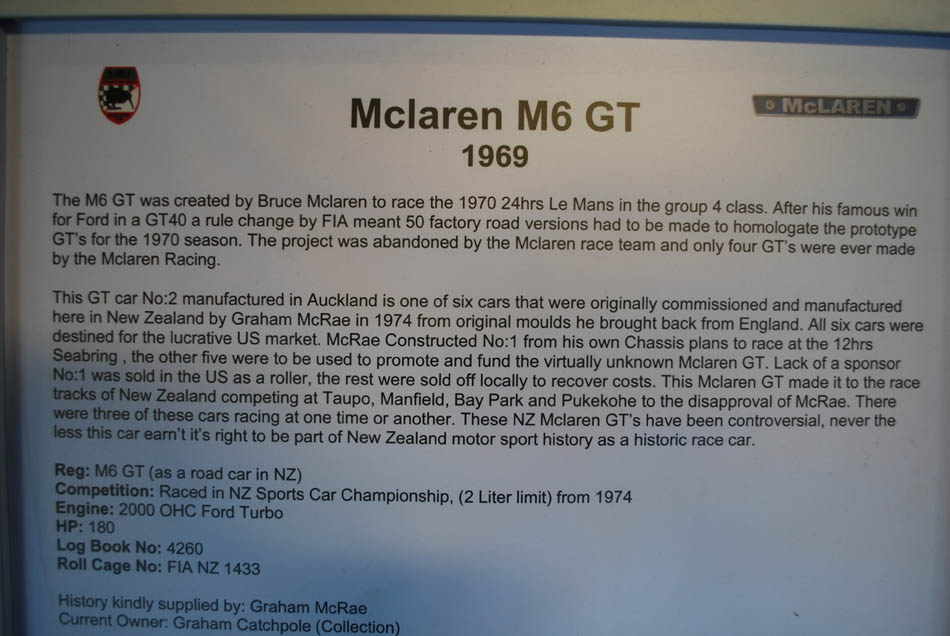 Mclaren M6 GT
McLAREN
1969
The M6 GT was created by Bruce Mclaren to race the 1970 24hrs Le Mans in the group 4 class. After his famous win
for Ford in a GT40 a rule change by FIA meant 50 factory road versions had to be made to homologate the prototype
GT's for the 1970 season. The project was abandoned by the Mclaren race team and only four GT's were ever made
by the Mclaren Racing.
This GT car No:2 manufactured in Auckland is one of six cars that were originally commissioned and manufactured
here in New Zealand by Graham McRae in 1974 from original moulds he brought back from England. All six cars were
destined for the lucrative US market. McRae Constructed No:1 from his own Chassis plans to race at the 12hrs
Seabring , the other five were to be used to promote and fund the virtually unknown Mclaren GT. Lack of a sponsor
No:1 was sold in the US as a roller, the rest were sold off locally to recover costs. This Mclaren GT made it to the race
tracks of New Zealand competing at Taupo, Manfield, Bay Park and Pukekohe to the disapproval of McRae. There
were three of these cars racing at one time or another. These NZ Mclaren GT's have been controversial, never the
less this car earn't it's right to be part of New Zealand motor sport history as a historic race car.
Reg: M6 GT (as a road car in NZ)
Competition: Raced in NZ Sports Car Championship, (2 Liter limit) from 1974
Engine: 2000 OHC Ford Turbo
HP: 180
Log Book No: 4260
Roll Cage No: FIA NZ 1433
History kindly supplied by: Graham McRae
Current Owner: Graham Catchpole (Collection)